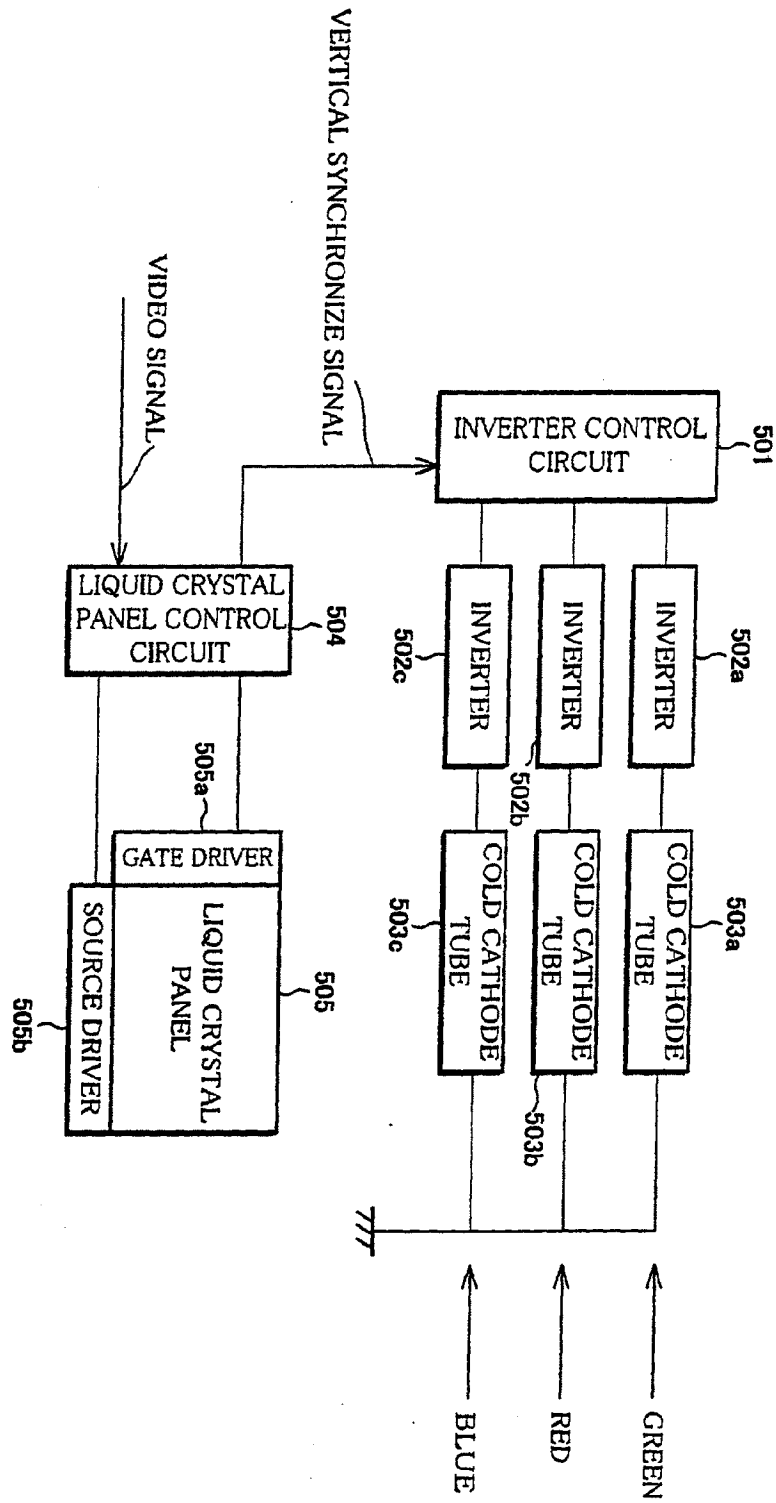 501
INVERTER CONTROL
CIRCUIT
502a
INVERTER
503a
COLD CATHODE
TUBE
GREEN
INVERTER
502b
COLD CATHODE
TUBE
503b
RED
INVERTER
502c
COLD CATHODE
TUBE
503c
BLUE
VERTICAL SYNCHRONIZE SIGNAL
VIDEO SIGNAL
504
LIQUID CRYSTAL
PANEL CONTROL
CIRCUIT
505a
GATE DRIVER
505
LIQUID CRYSTAL
PANEL
SOURCE DRIVER
505b